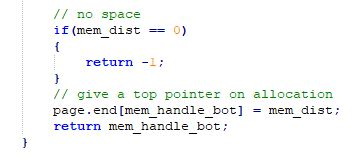 // no space
if(mem_dist == 0)
{
return -1;
}
// give a top pointer on allocation
page.end[mem_handle_bot] = mem_dist;
return mem_handle_bot;
}